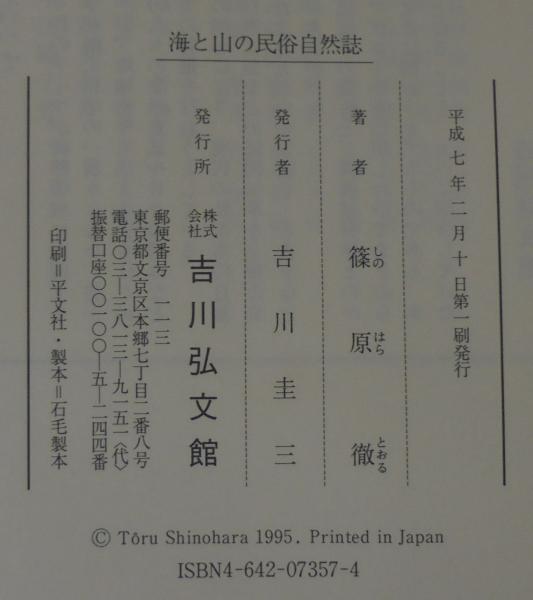 海と山の民俗自然誌
平成七年二月十日第一刷発行
著者 篠原徹
しの はら とおる
発行者 吉川圭三
発行所 株式会社 吉川弘文館
郵便番号 一一三
東京都文京区本郷七丁目二番八号
電話〇三―三八一三―九一五一〈代〉
振替口座〇〇一〇〇―五―二四四番
印刷=平文社・製本=石毛製本
© Tôru Shinohara 1995. Printed in Japan
ISBN4-642-07357-4